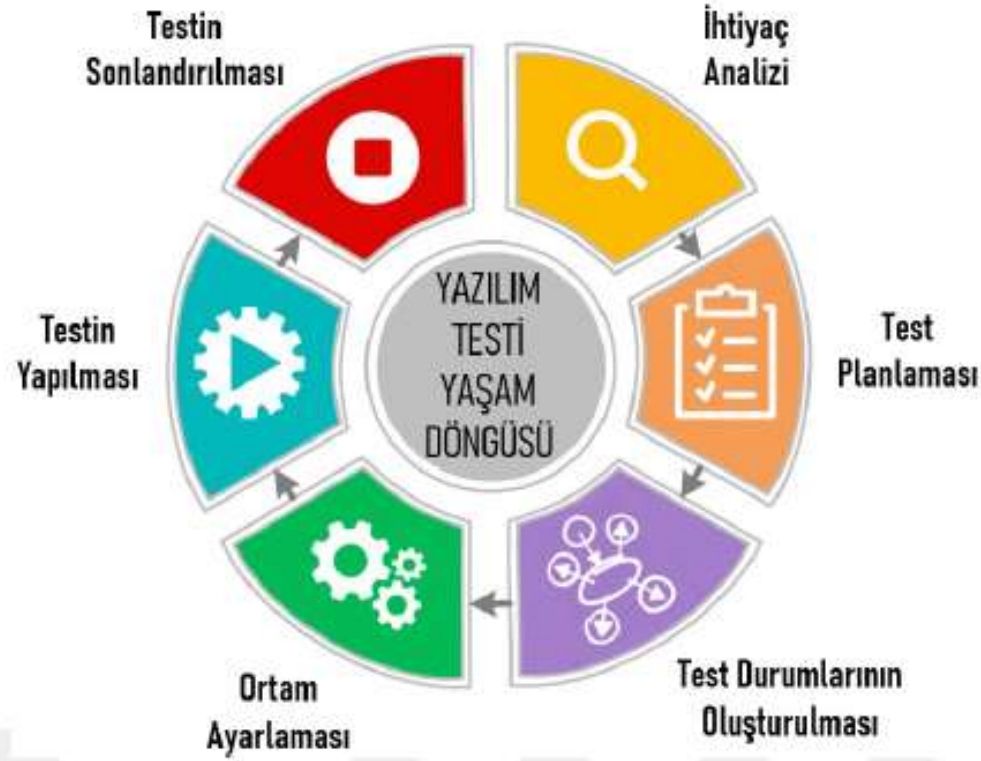 Testin
Sonlandırılması
İhtiyaç
Analizi
YAZILIM
TESTİ
YAŞAM
DÖNGÜSÜ
Testin
Yapılması
Test
Planlaması
Ortam
Ayarlaması
Test Durumlarının
Oluşturulması